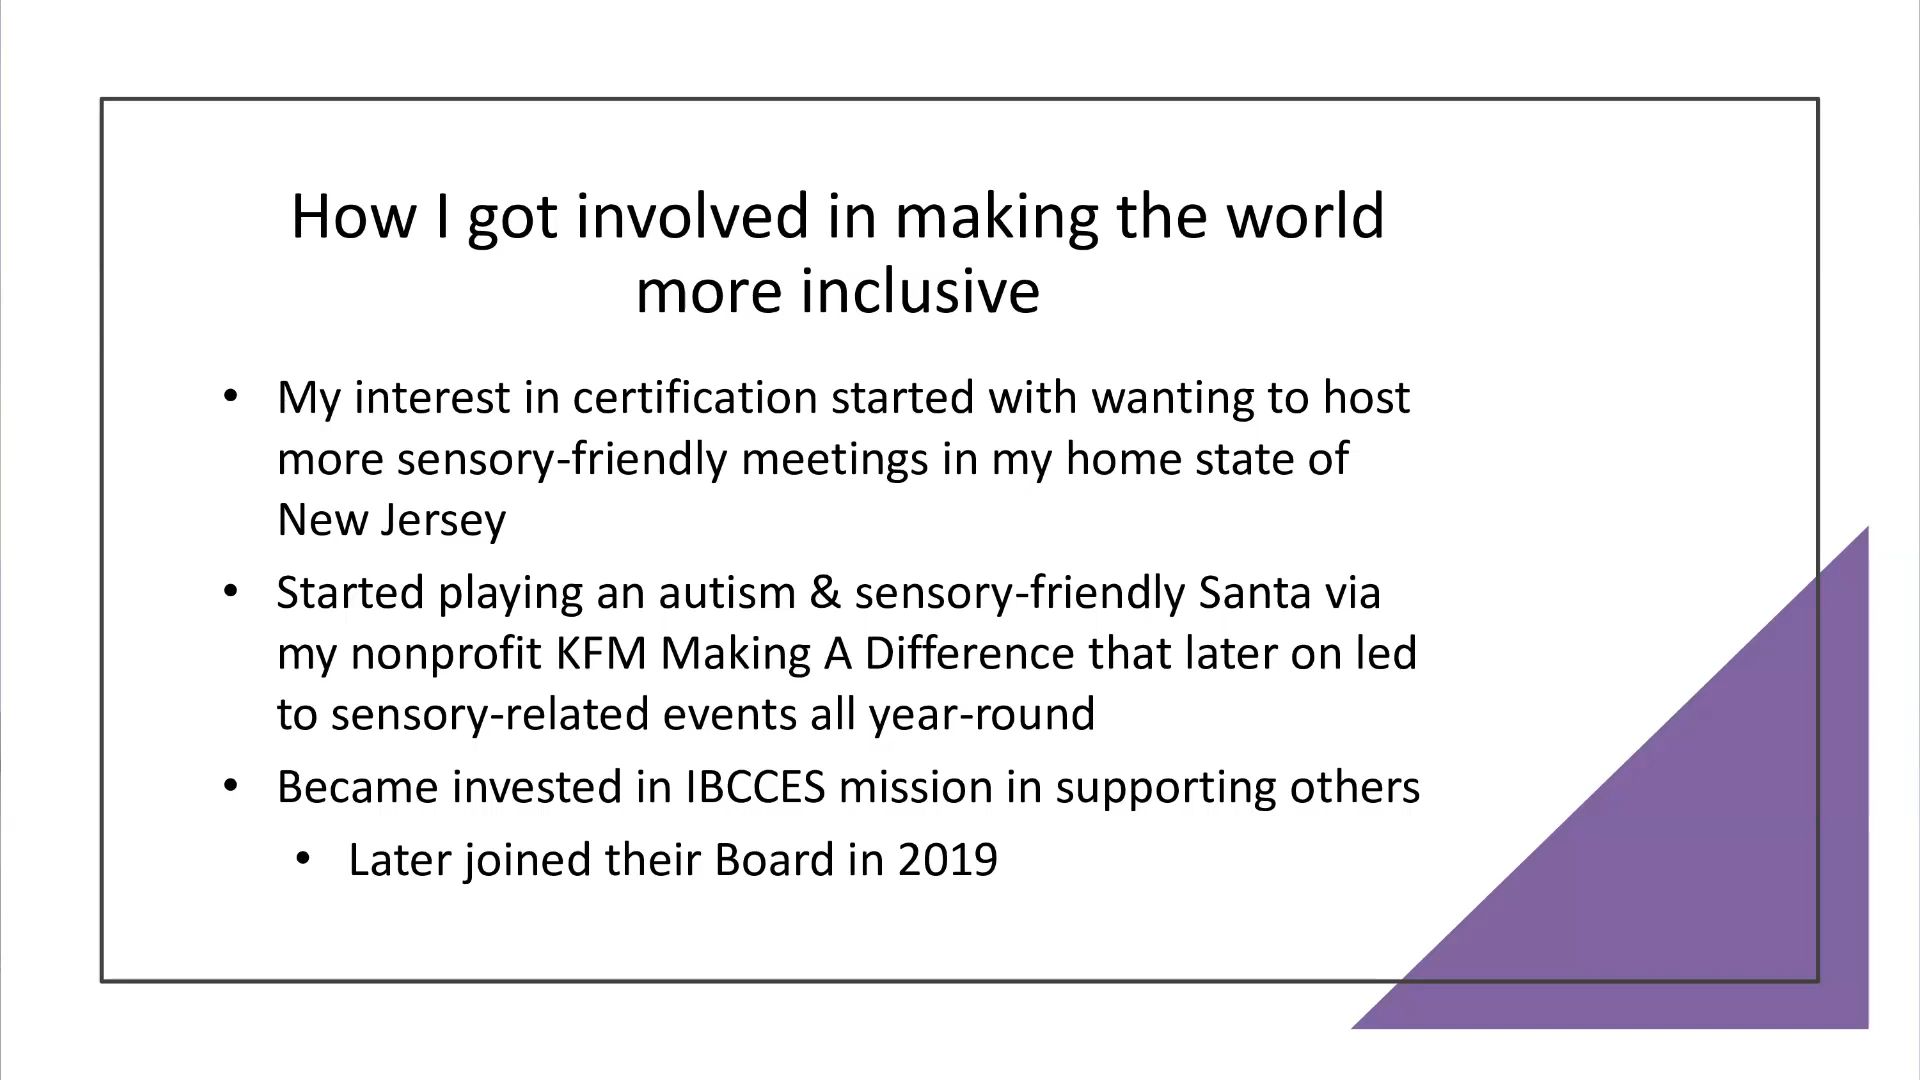 How I got involved in making the world
more inclusive
• My interest in certification started with wanting to host
more sensory-friendly meetings in my home state of
New Jersey
• Started playing an autism & sensory-friendly Santa via
my nonprofit KFM Making A Difference that later on led
to sensory-related events all year-round
• Became invested in IBCCES mission in supporting others
• Later joined their Board in 2019